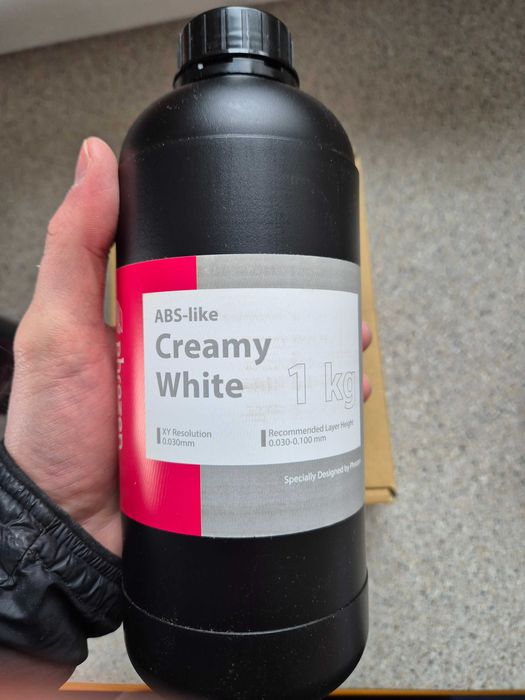 ABS-like
Creamy
White
1 kg
XY Resolution
0.030mm
Recommended Layer Height
0.030-0.100 mm
Specially Designed by
phrozen